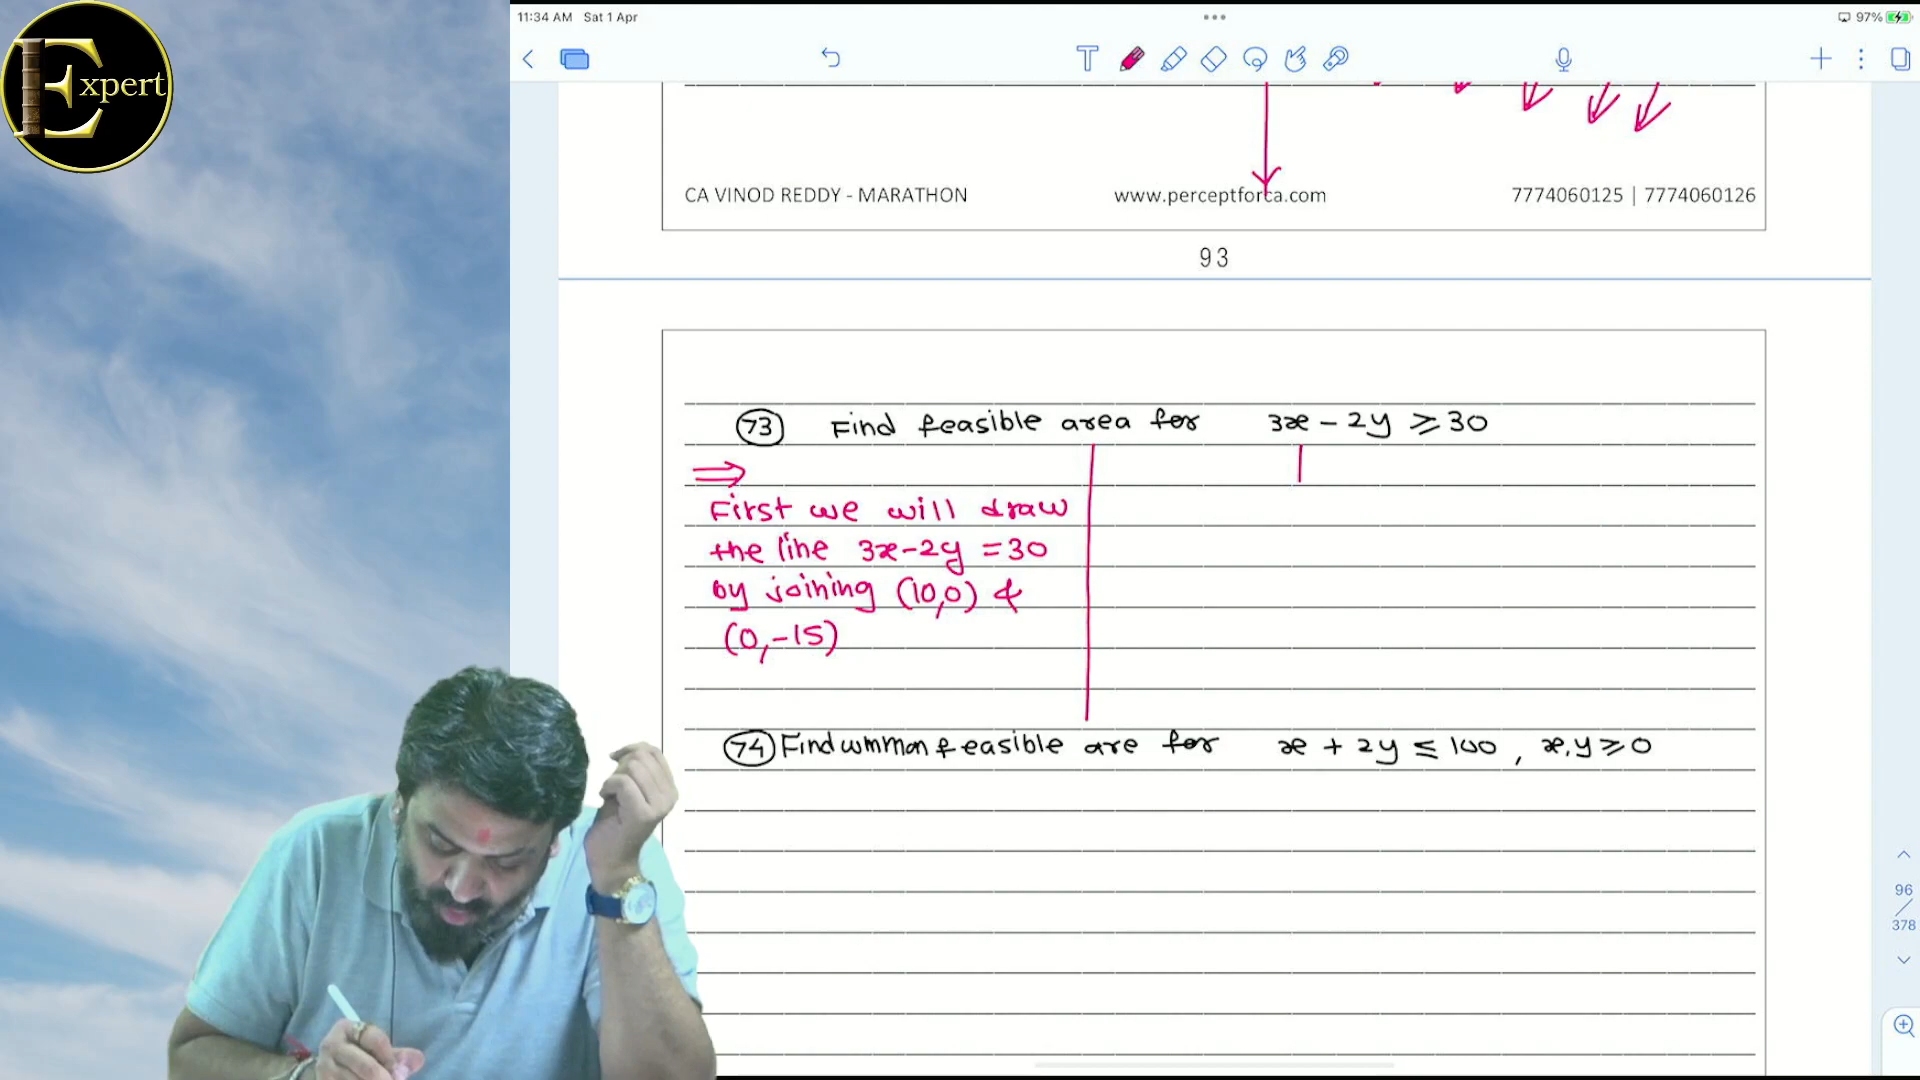 Expert
11:34 AM Sat 1 Apr
97%
CA VINOD REDDY - MARATHON www.perceptforca.com 7774060125 | 7774060126
93
73 Find feasible area for 3x - 2y ≥ 30
⇒
First we will draw
the line 3x-2y = 30
by joining (10,0) &
(0,-15)
74 Find common feasible are for x + 2y ≤ 100, x,y ≥ 0
96
378